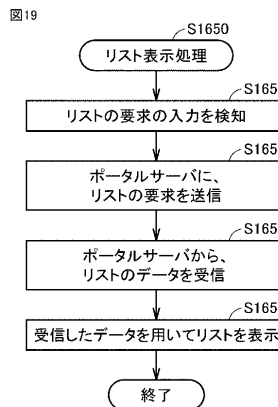 図19
S1650
リスト表示処理
S165
リストの要求の入力を検知
S165
ポータルサーバに、
リストの要求を送信
S165
ポータルサーバから、
リストのデータを受信
S165
受信したデータを用いてリストを表示
終了